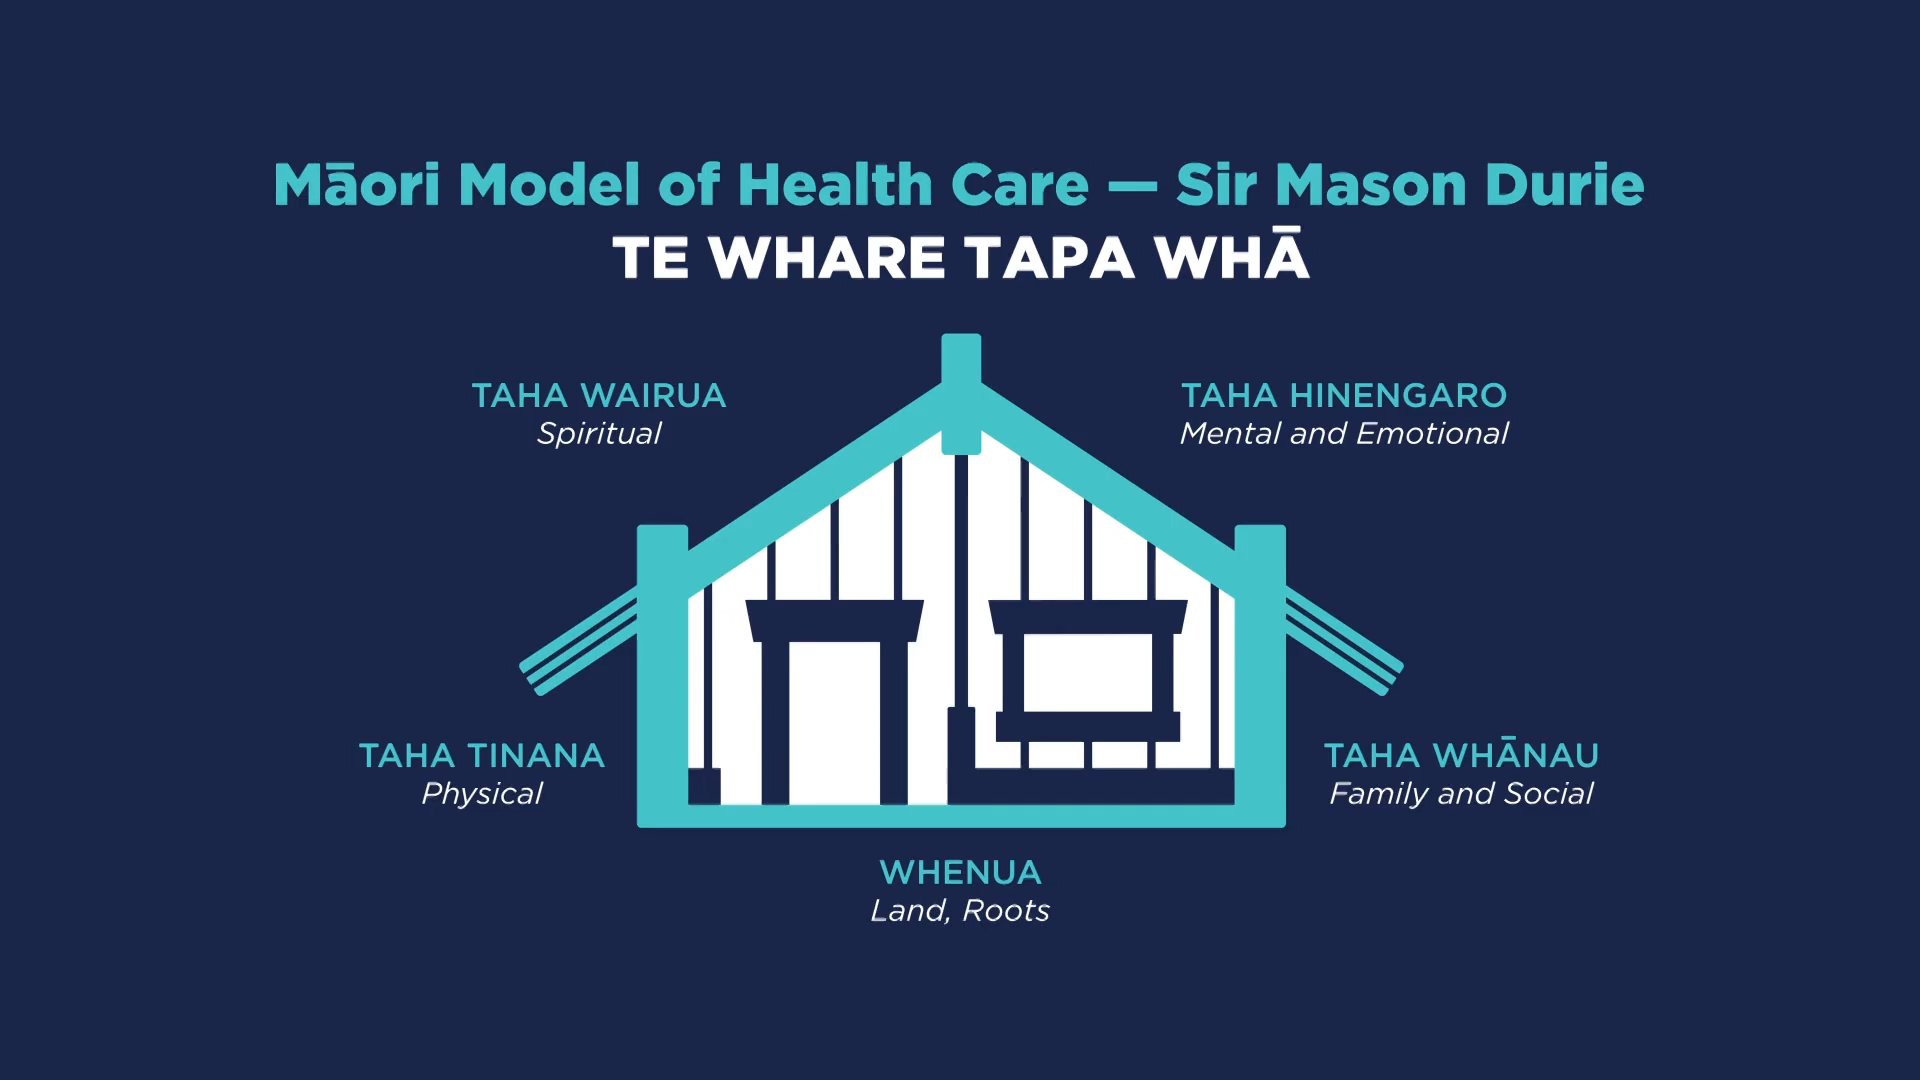 Māori Model of Health Care — Sir Mason Durie
TE WHARE TAPA WHĀ
TAHA WAIRUA
Spiritual
TAHA HINENGARO
Mental and Emotional
TAHA TINANA
Physical
TAHA WHĀNAU
Family and Social
WHENUA
Land, Roots